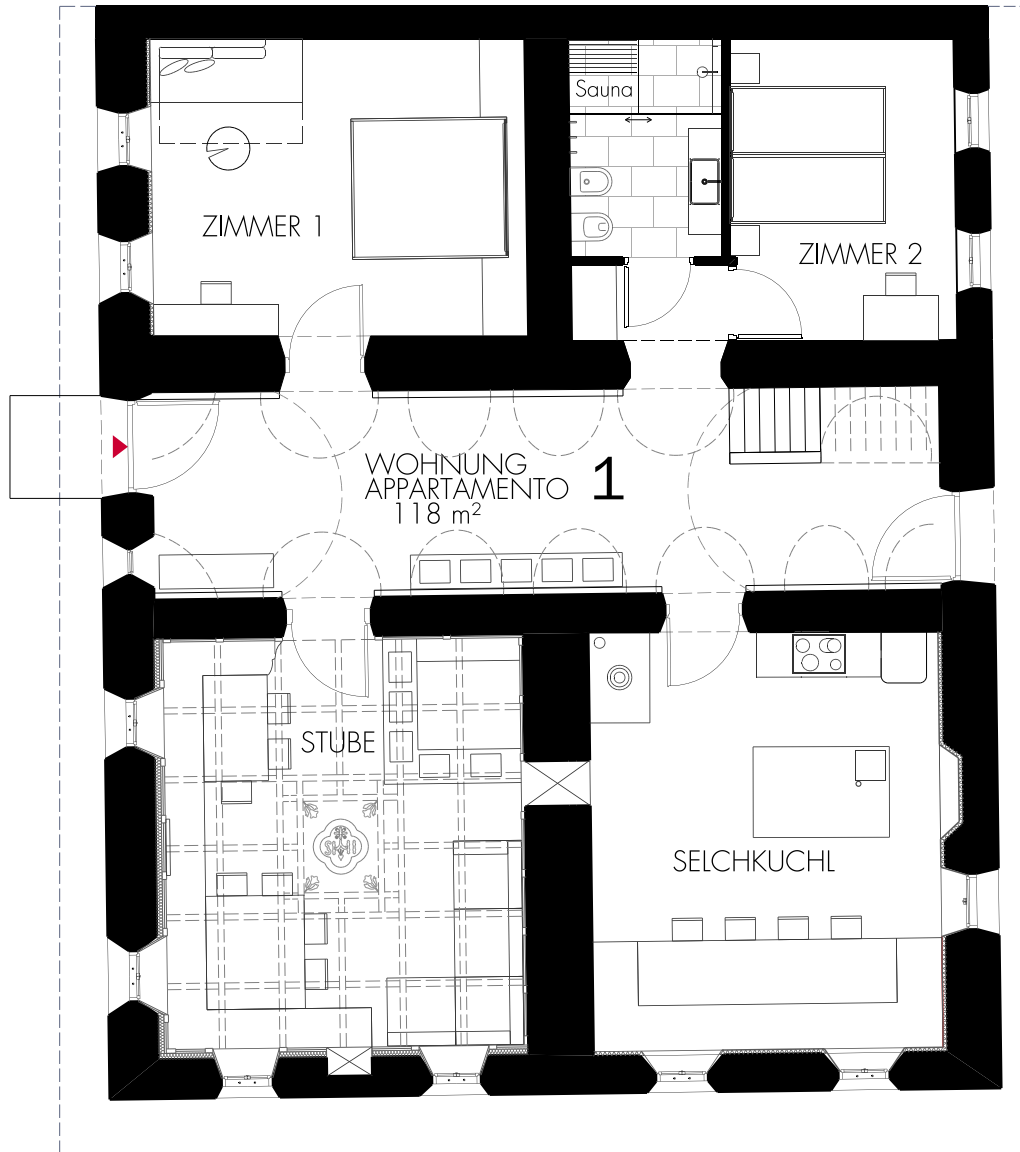 Sauna
ZIMMER 1
ZIMMER 2
WOHNUNG
APPARTAMENTO 1
118 m²
STUBE
SELCHKUCHL